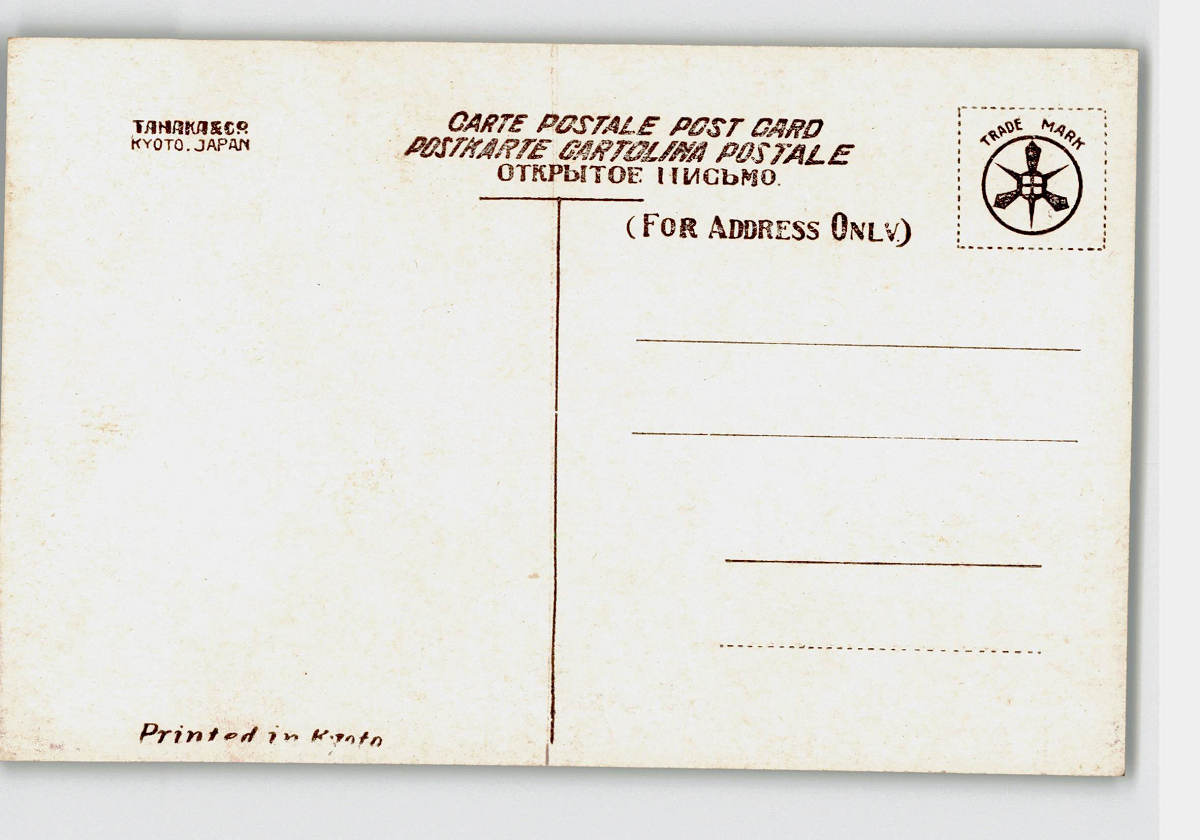 TANAKA & CO.
KYOTO. JAPAN
CARTE POSTALE POST CARD
POSTKARTE CARTOLINA POSTALE
ОТКРЫТОЕ ПИСЬМО.
(FOR ADDRESS ONLY.)
TRADE MARK
Printed in Kyoto